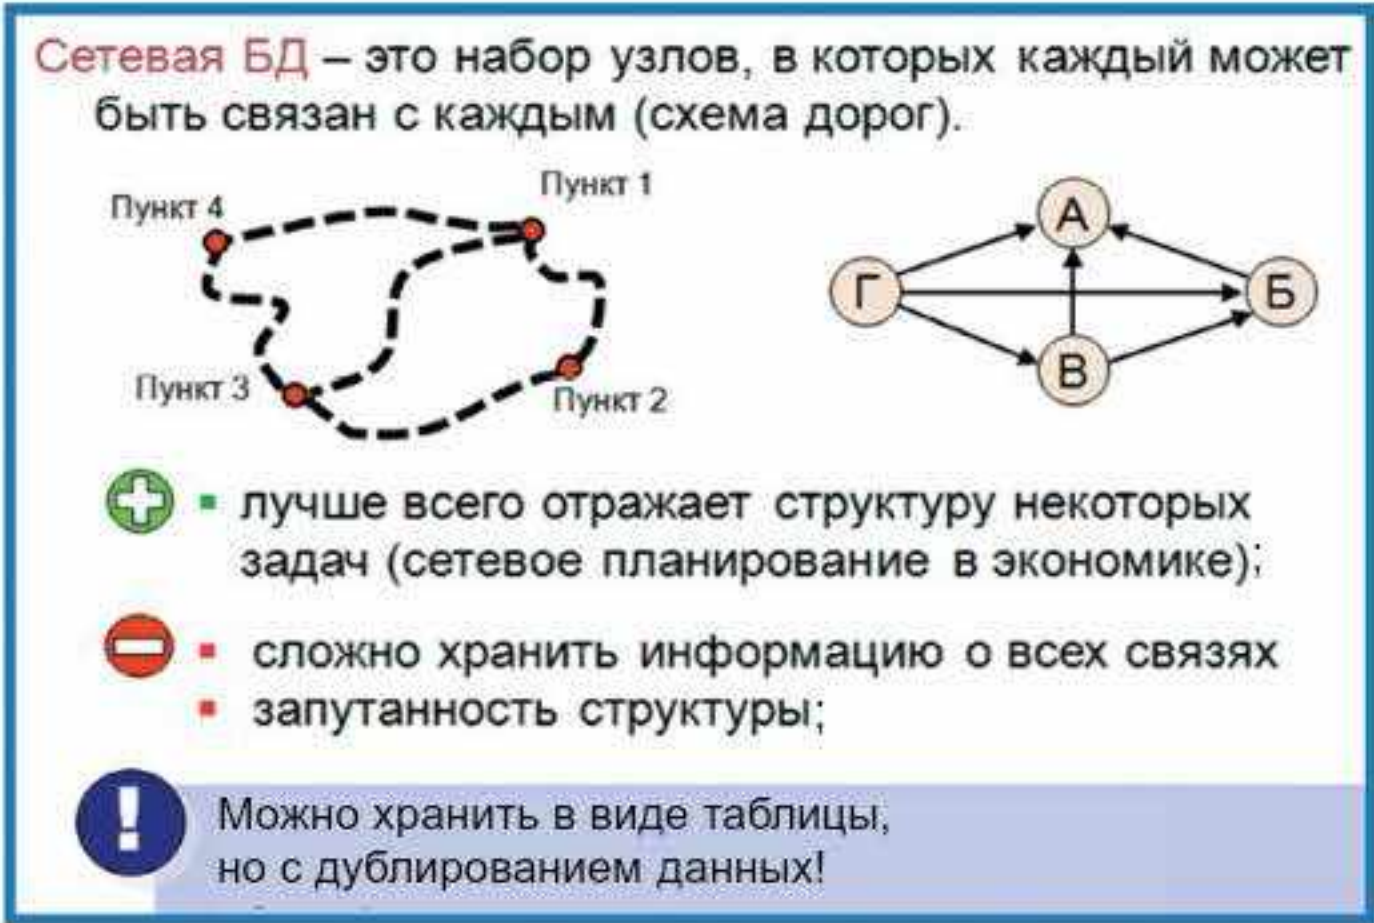 Сетевая БД – это набор узлов, в которых каждый может
быть связан с каждым (схема дорог).
Пункт 1
Пункт 4
Пункт 3
Пункт 2
А
Г
Б
В
лучше всего отражает структуру некоторых
задач (сетевое планирование в экономике);
сложно хранить информацию о всех связях
запутанность структуры;
! Можно хранить в виде таблицы,
но с дублированием данных!